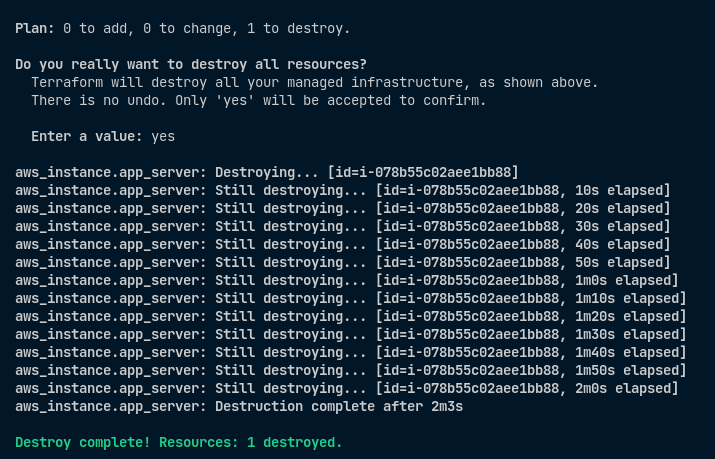 Plan: 0 to add, 0 to change, 1 to destroy.
Do you really want to destroy all resources?
Terraform will destroy all your managed infrastructure, as shown above.
There is no undo. Only 'yes' will be accepted to confirm.
Enter a value: yes
aws_instance.app_server: Destroying... [id=i-078b55c02aee1bb88]
aws_instance.app_server: Still destroying... [id=i-078b55c02aee1bb88, 10s elapsed]
aws_instance.app_server: Still destroying... [id=i-078b55c02aee1bb88, 20s elapsed]
aws_instance.app_server: Still destroying... [id=i-078b55c02aee1bb88, 30s elapsed]
aws_instance.app_server: Still destroying... [id=i-078b55c02aee1bb88, 40s elapsed]
aws_instance.app_server: Still destroying... [id=i-078b55c02aee1bb88, 50s elapsed]
aws_instance.app_server: Still destroying... [id=i-078b55c02aee1bb88, 1m0s elapsed]
aws_instance.app_server: Still destroying... [id=i-078b55c02aee1bb88, 1m10s elapsed]
aws_instance.app_server: Still destroying... [id=i-078b55c02aee1bb88, 1m20s elapsed]
aws_instance.app_server: Still destroying... [id=i-078b55c02aee1bb88, 1m30s elapsed]
aws_instance.app_server: Still destroying... [id=i-078b55c02aee1bb88, 1m40s elapsed]
aws_instance.app_server: Still destroying... [id=i-078b55c02aee1bb88, 1m50s elapsed]
aws_instance.app_server: Still destroying... [id=i-078b55c02aee1bb88, 2m0s elapsed]
aws_instance.app_server: Destruction complete after 2m3s
Destroy complete! Resources: 1 destroyed.